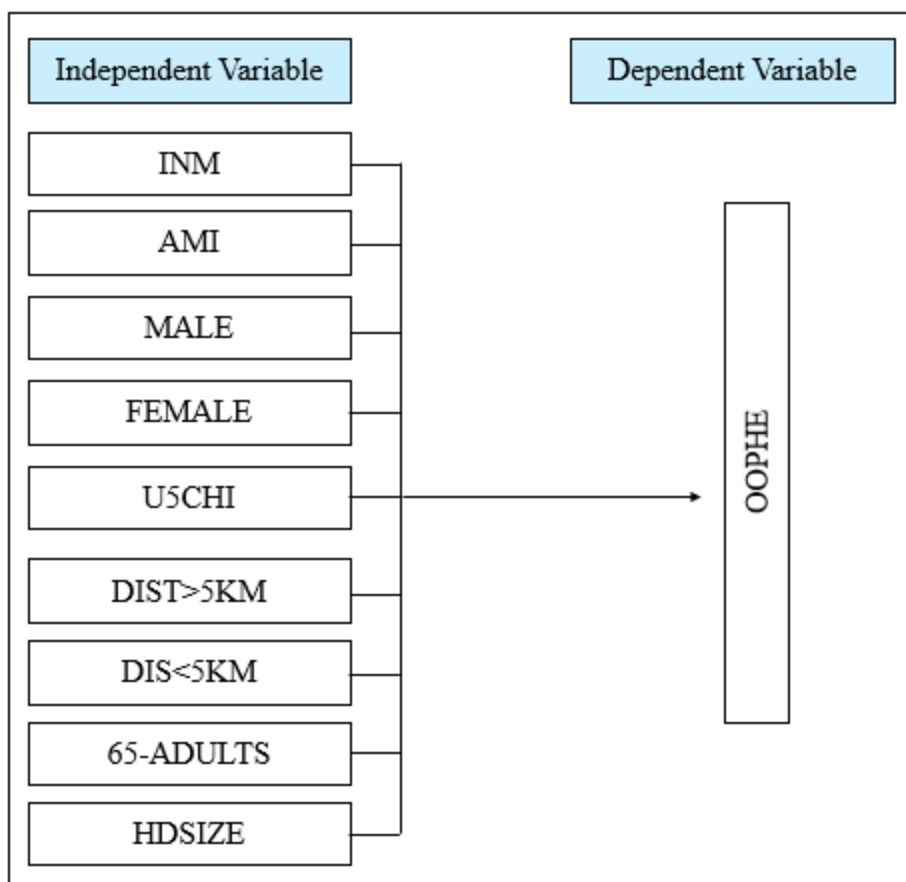 Independent Variable
Dependent Variable
INM
AMI
MALE
FEMALE
U5CHI
DIST>5KM
DIS<5KM
65-ADULTS
HDSIZE
OOPHE